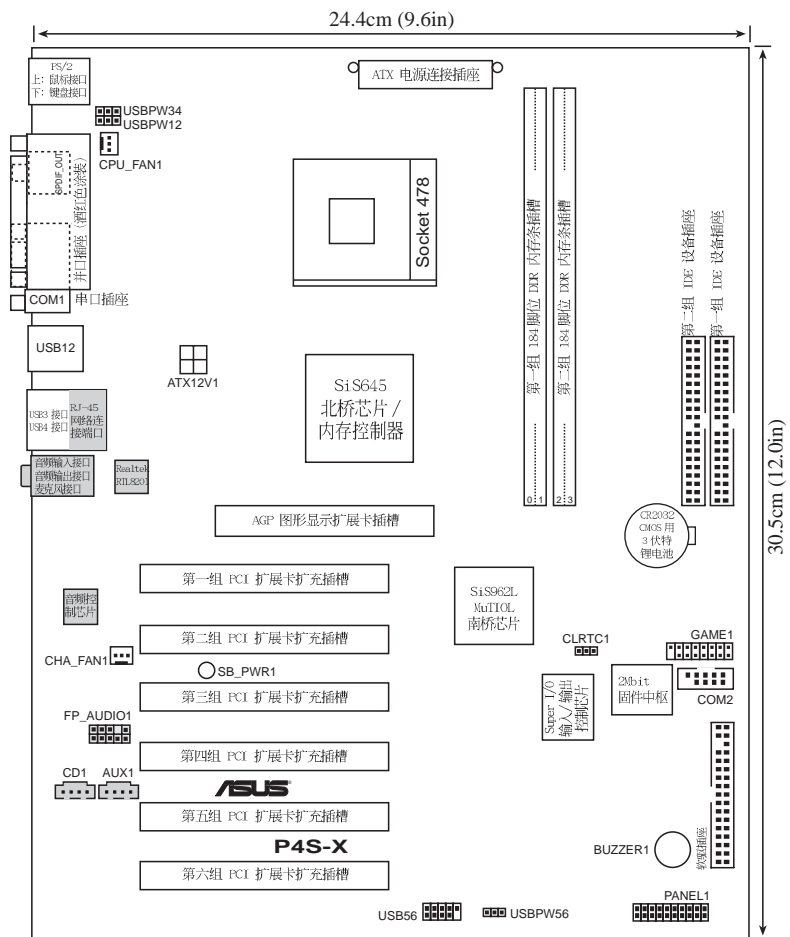 24.4cm (9.6in)
PS/2
上: 鼠标接口
下: 键盘接口
ATX 电源连接插座
USBPW34
USBPW12
CPU_FAN1
SPDIF_OUT
并口插座 (酒红色涂装)
Socket 478
第一组 184 脚位 DDR 内存条插槽
第二组 184 脚位 DDR 内存条插槽
第二组 IDE 设备插座
第一组 IDE 设备插座
COM1 串口插座
USB12
ATX12V1
SiS645
北桥芯片/
内存控制器
USB3 接口
USB4 接口
RJ-45
网络连
接端口
音频输入接口
音频输出接口
麦克风接口
Realtek
RTL8201
0 1
2 3
CR2032
CMOS 用
3 伏特
锂电池
30.5cm (12.0in)
AGP 图形显示扩展卡插槽
第一组 PCI 扩展卡扩充插槽
SiS962L
MuTIOL
南桥芯片
音频控
制芯片
第二组 PCI 扩展卡扩充插槽
CLRTC1
GAME1
CHA_FAN1
SB_PWR1
第三组 PCI 扩展卡扩充插槽
Super I/O
输入/输出
控制芯片
2Mbit
固件中枢
COM2
FP_AUDIO1
第四组 PCI 扩展卡扩充插槽
CD1
AUX1
ASUS
第五组 PCI 扩展卡扩充插槽
P4S-X
BUZZER1
软驱插座
第六组 PCI 扩展卡扩充插槽
PANEL1
USB56
USBPW56